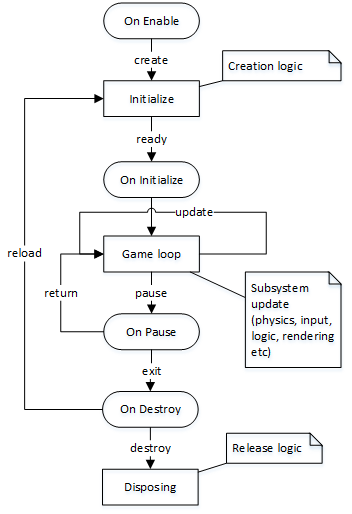 On Enable
create
Creation logic
Initialize
ready
On Initialize
update
reload
Game loop
return
pause
Subsystem
update
(physics, input,
logic, rendering
etc)
On Pause
exit
On Destroy
destroy
Release logic
Disposing